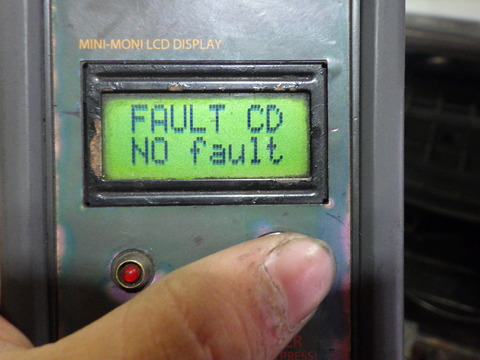 MINI-MONI LCD DISPLAY
FAULT CD
NO fault